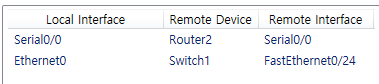 Local Interface Remote Device Remote Interface
Serial0/0 Router2 Serial0/0
Ethernet0 Switch1 FastEthernet0/24